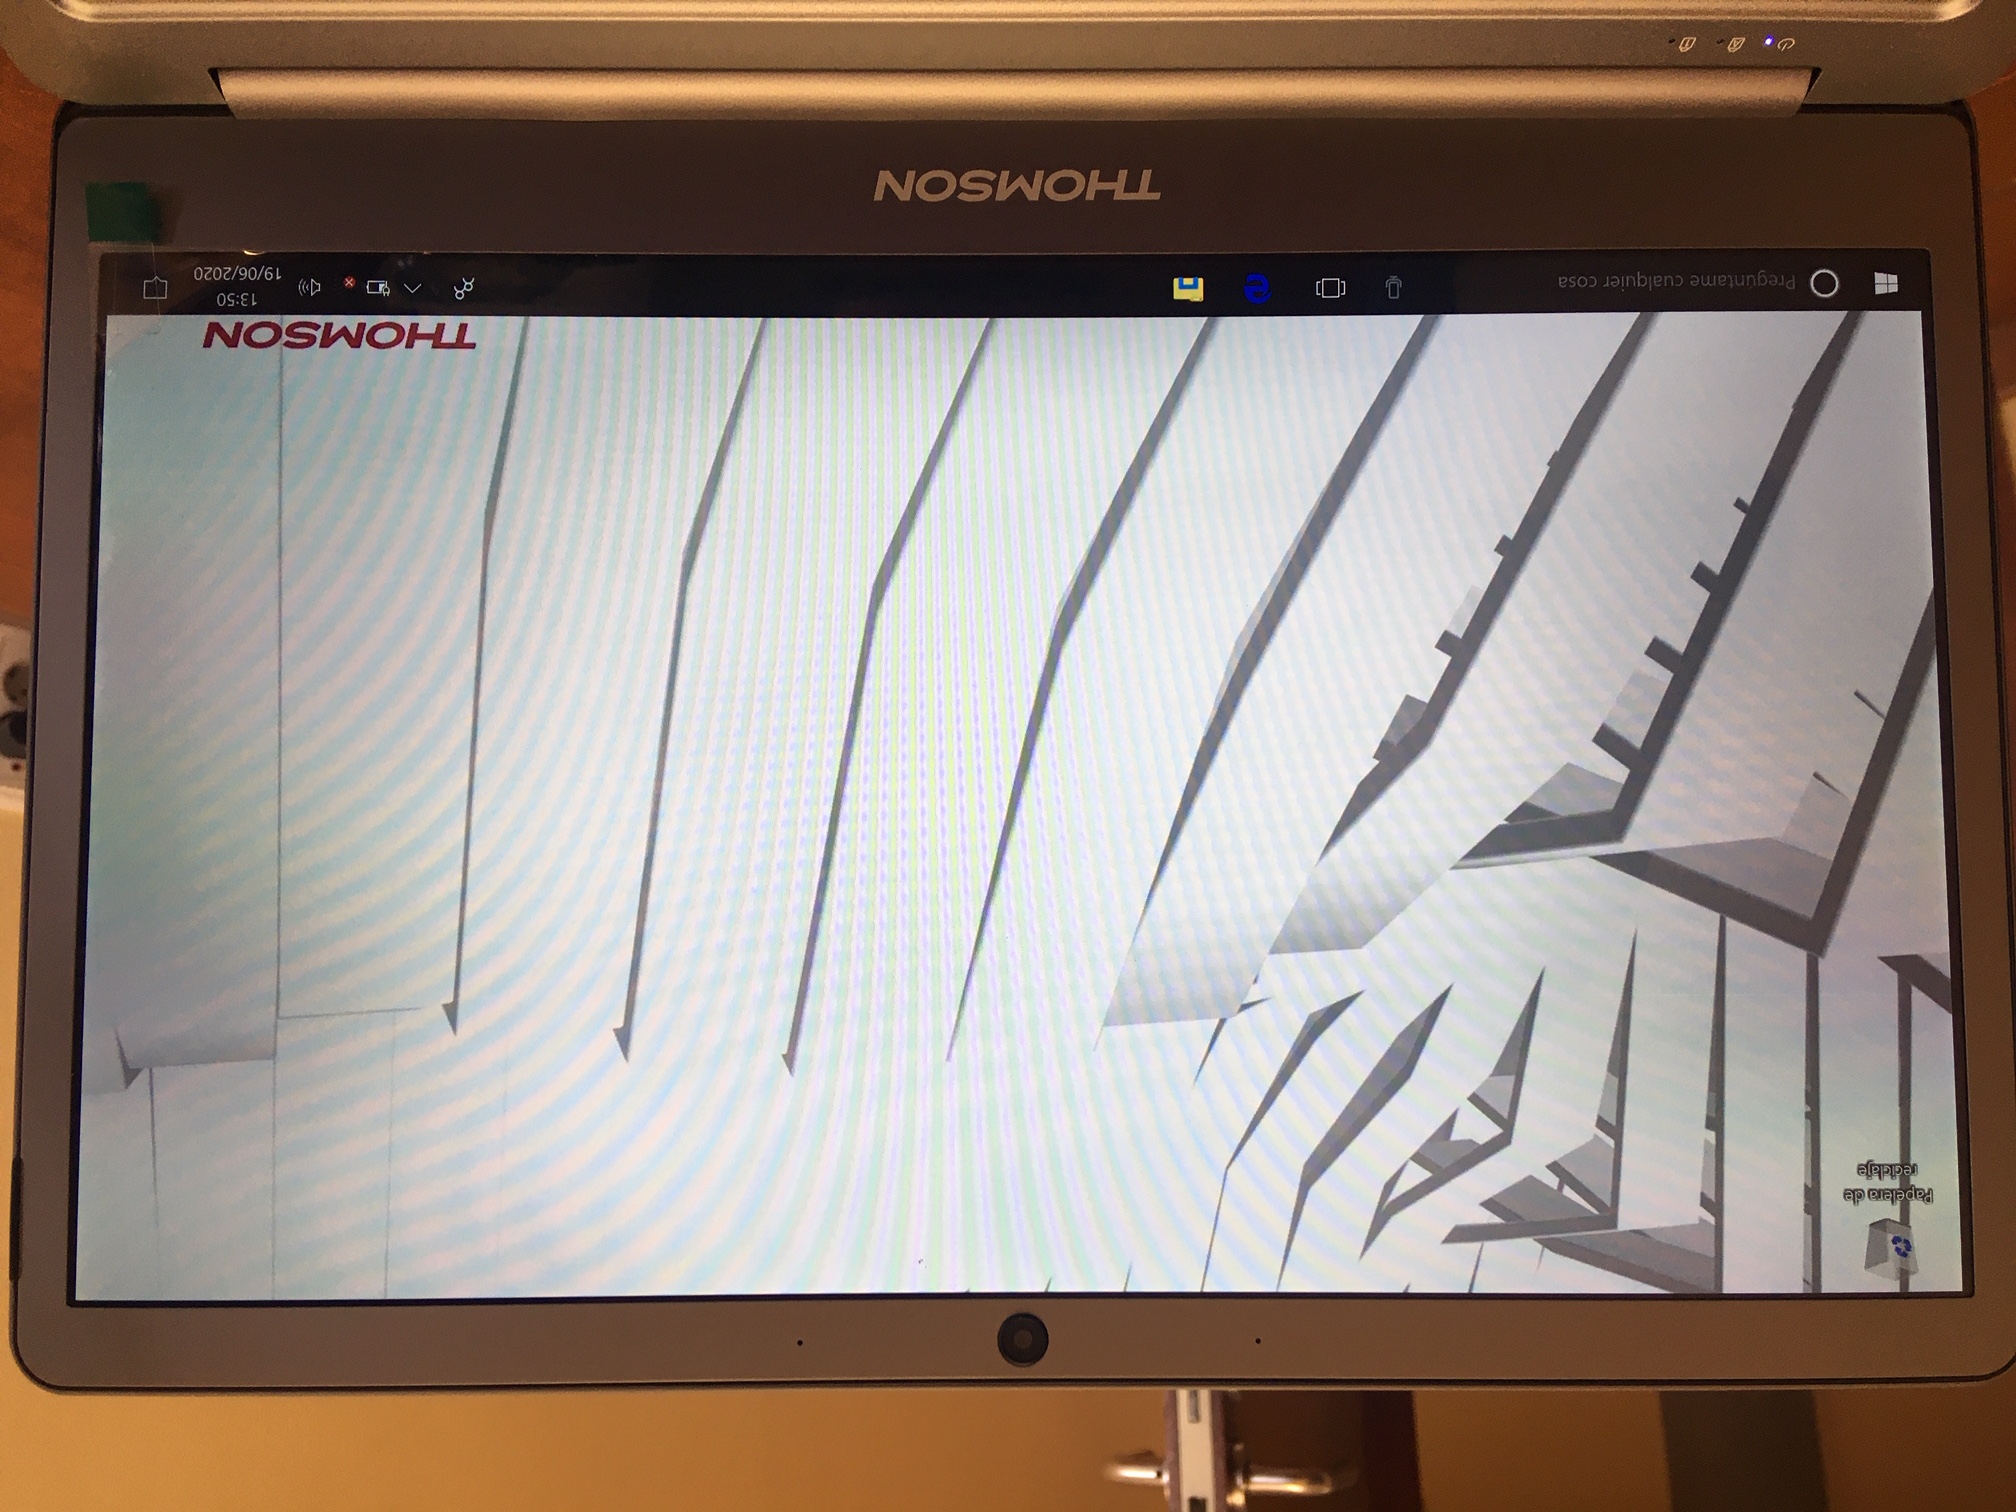 Papelera de
reciclaje
THOMSON
Pregúntame cualquier cosa
13:50
19/06/2020
THOMSON